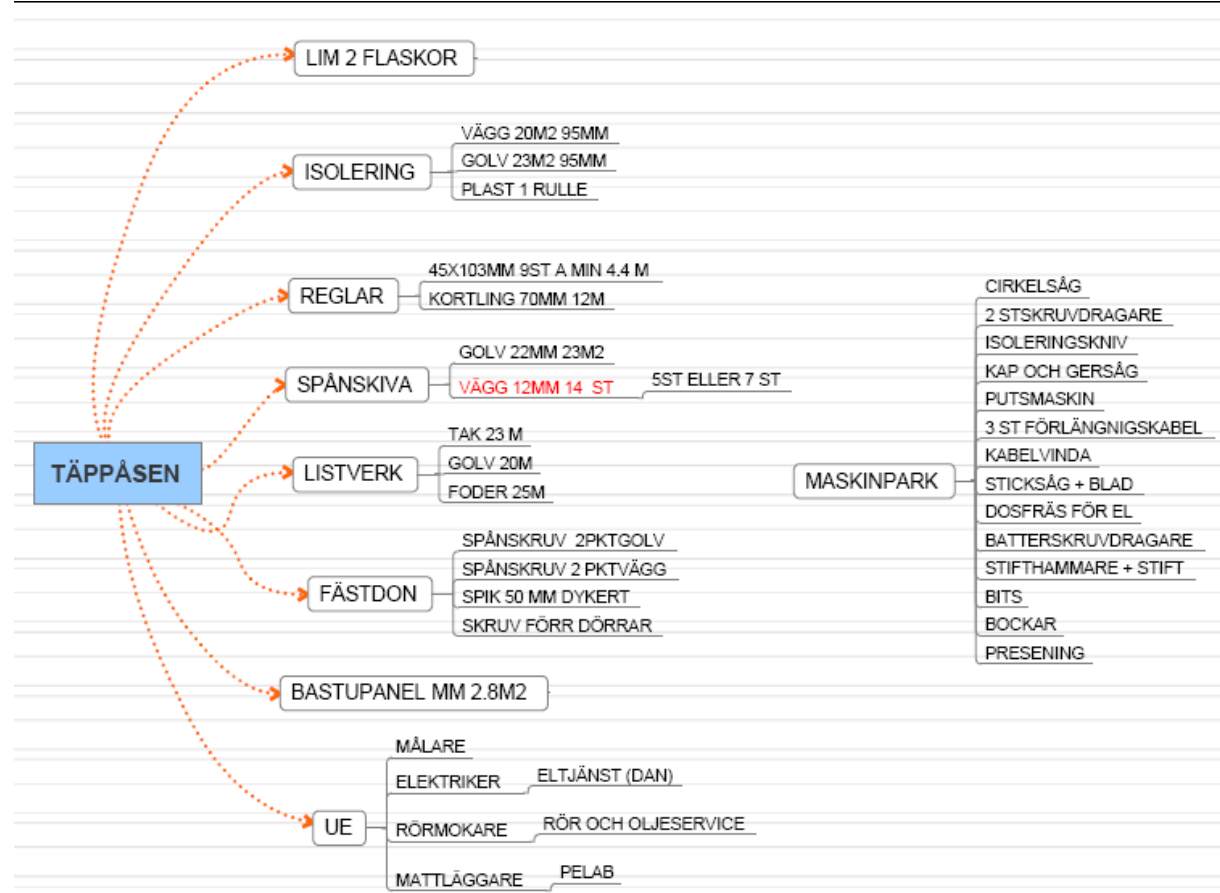 TÄPPÅSEN
LIM 2 FLASKOR
ISOLERING
VÄGG 20M2 95MM
GOLV 23M2 95MM
PLAST 1 RULLE
REGLAR
45X103MM 9ST A MIN 4.4 M
KORTLING 70MM 12M
SPÅNSKIVA
GOLV 22MM 23M2
VÄGG 12MM 14 ST
5ST ELLER 7 ST
LISTVERK
TAK 23 M
GOLV 20M
FODER 25M
FÄSTDON
SPÅNSKRUV 2PKTGOLV
SPÅNSKRUV 2 PKTVÄGG
SPIK 50 MM DYKERT
SKRUV FÖRR DÖRRAR
BASTUPANEL MM 2.8M2
UE
MÅLARE
ELEKTRIKER
ELTJÄNST (DAN)
RÖRMOKARE
RÖR OCH OLJESERVICE
MATTLÄGGARE
PELAB
MASKINPARK
CIRKELSÅG
2 STSKRUVDRAGARE
ISOLERINGSKNIV
KAP OCH GERSÅG
PUTSMASKIN
3 ST FÖRLÄNGNIGSKABEL
KABELVINDA
STICKSÅG + BLAD
DOSFRÄS FÖR EL
BATTERSKRUVDRAGARE
STIFTHAMMARE + STIFT
BITS
BOCKAR
PRESENING